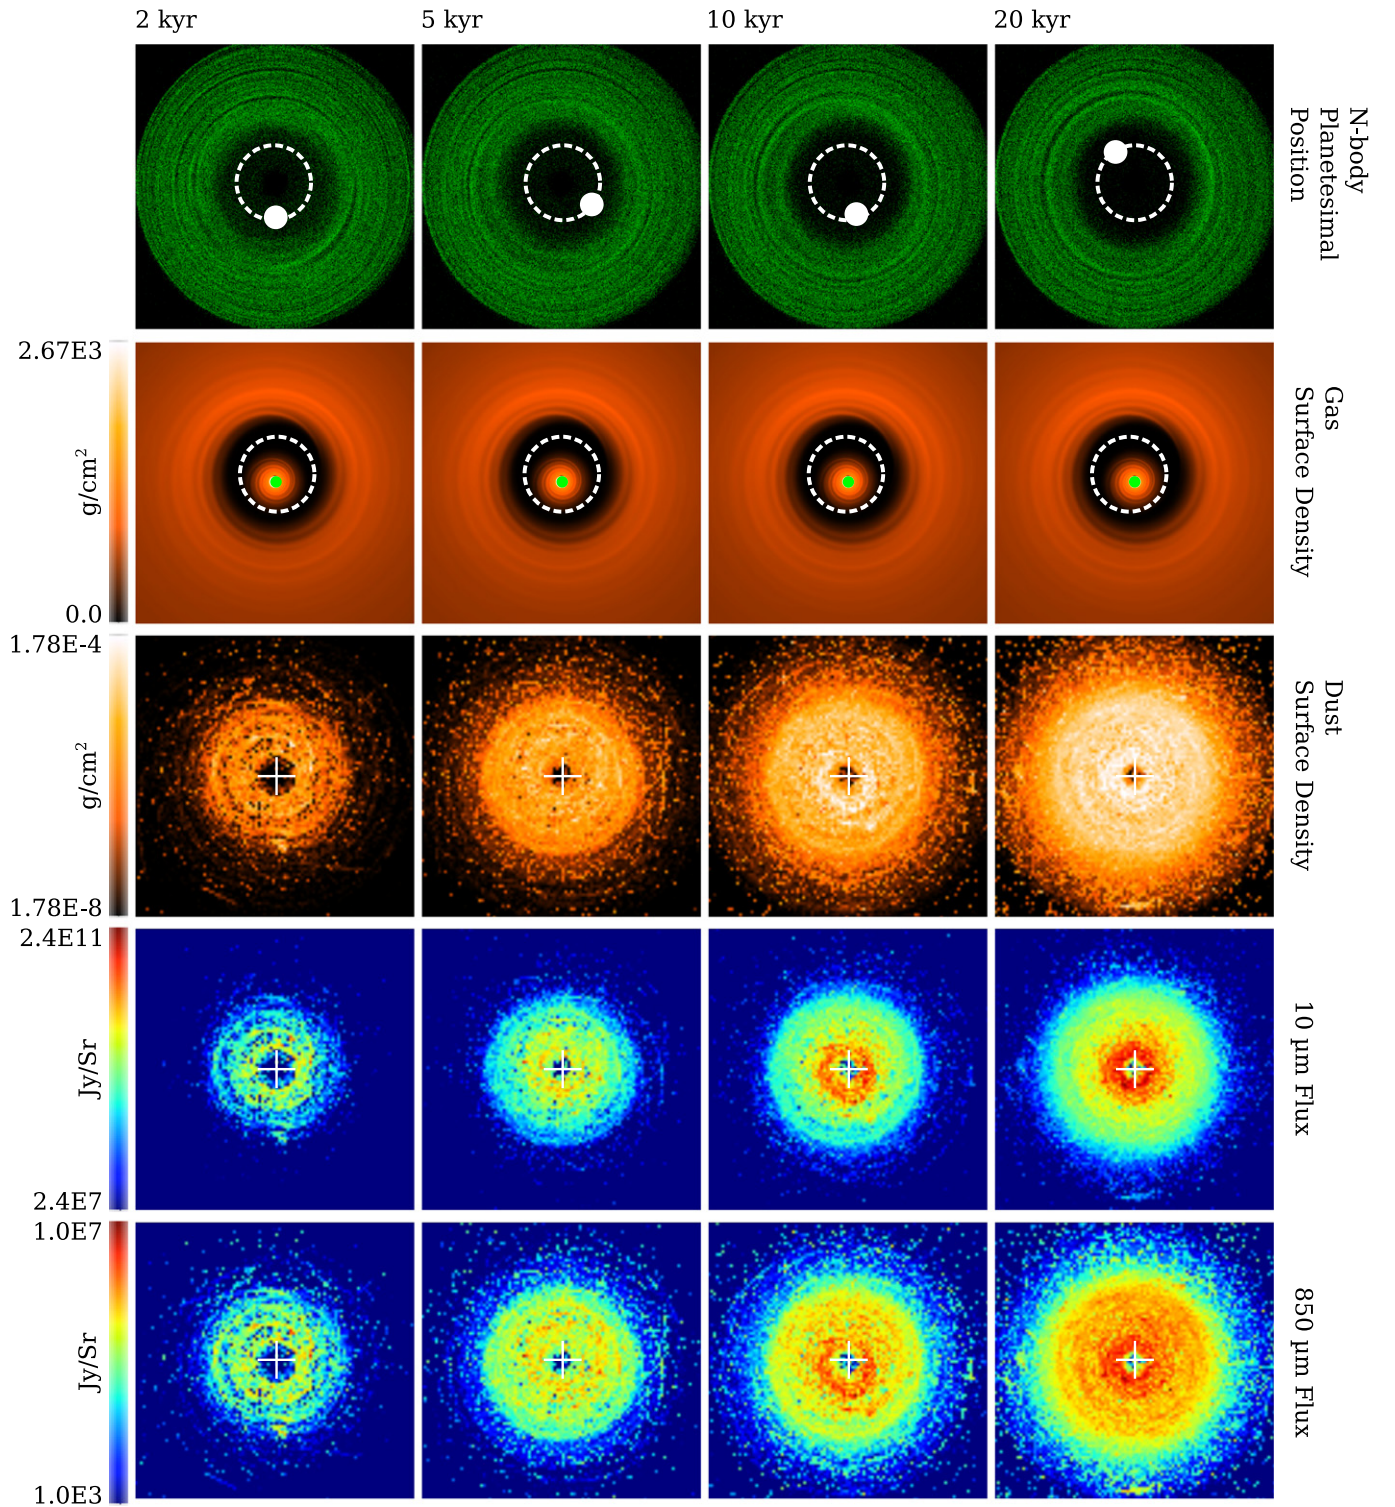 2 kyr 5 kyr 10 kyr 20 kyr
N-body
Planetesimal
Position
2.67E3
g/cm²
0.0
Gas
Surface Density
1.78E-4
g/cm²
1.78E-8
Dust
Surface Density
2.4E11
Jy/Sr
2.4E7
10 μm Flux
1.0E7
Jy/Sr
1.0E3
850 μm Flux